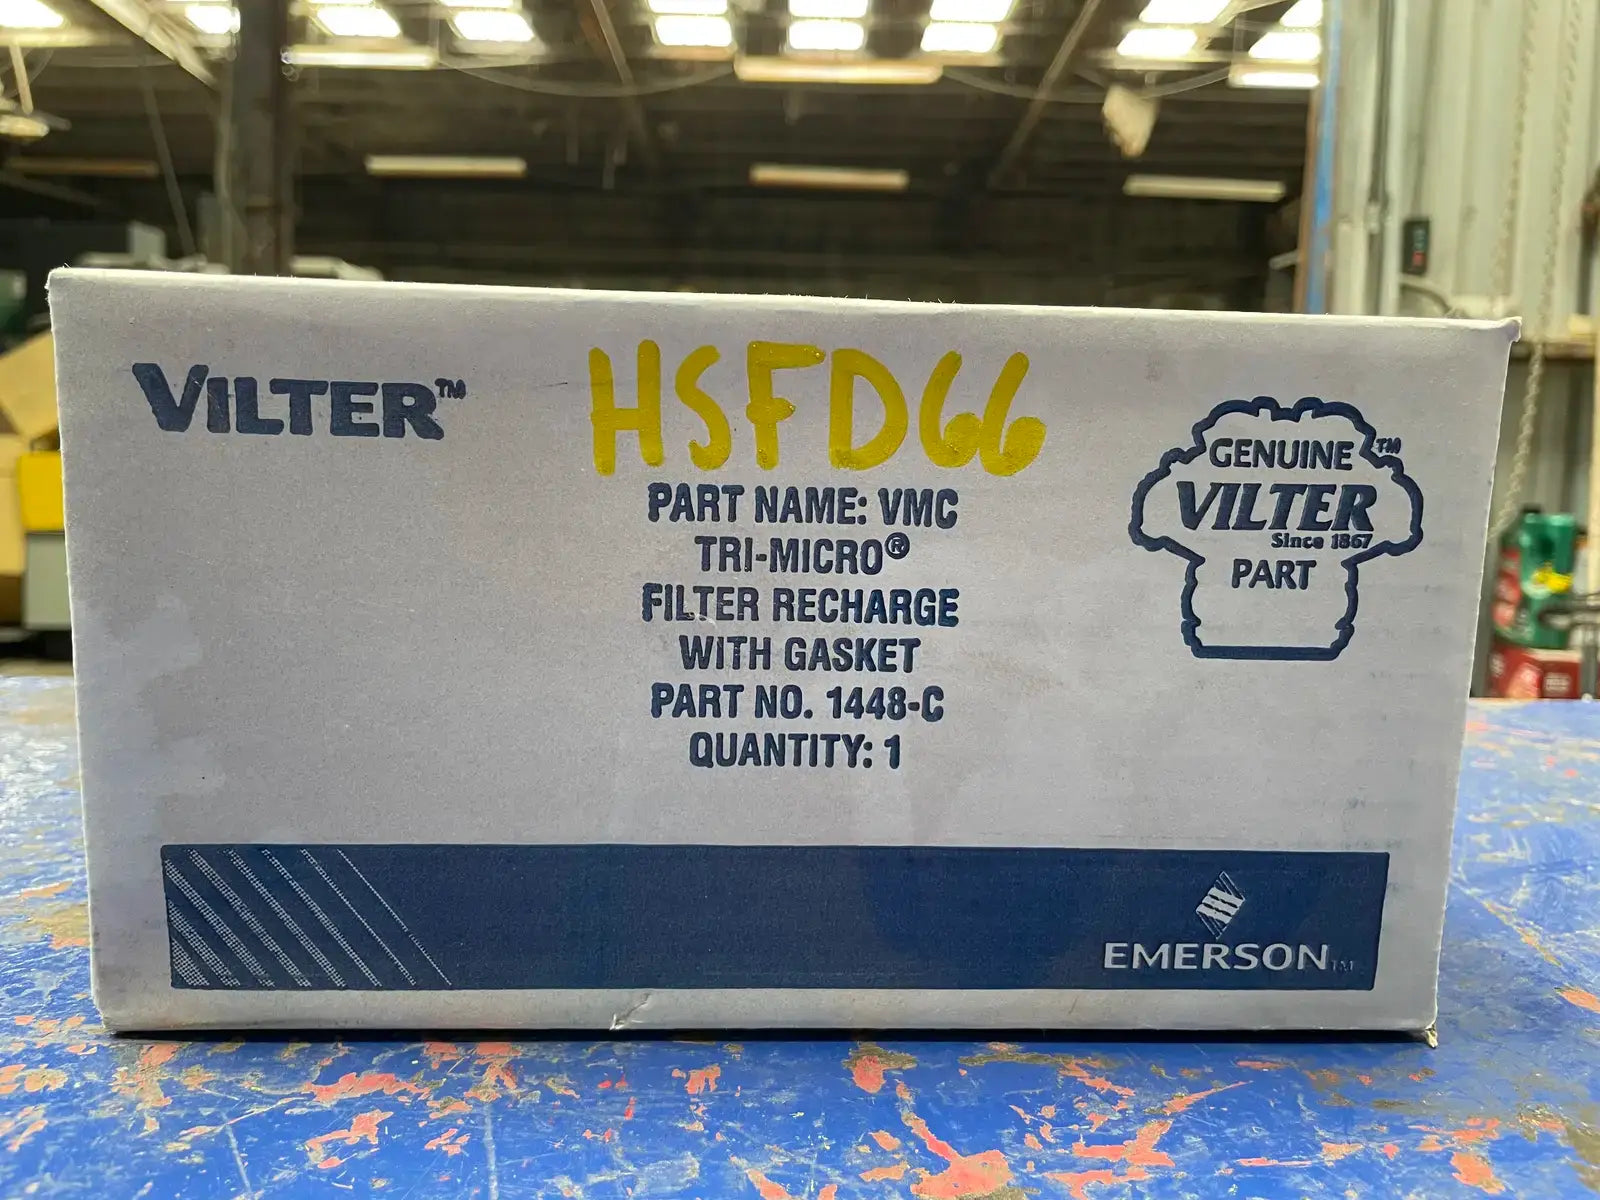 VILTER™
HSFD66
PART NAME: VMC
TRI-MICRO®
FILTER RECHARGE
WITH GASKET
PART NO. 1448-C
QUANTITY: 1
GENUINE™
VILTER
Since 1867
PART
EMERSON™